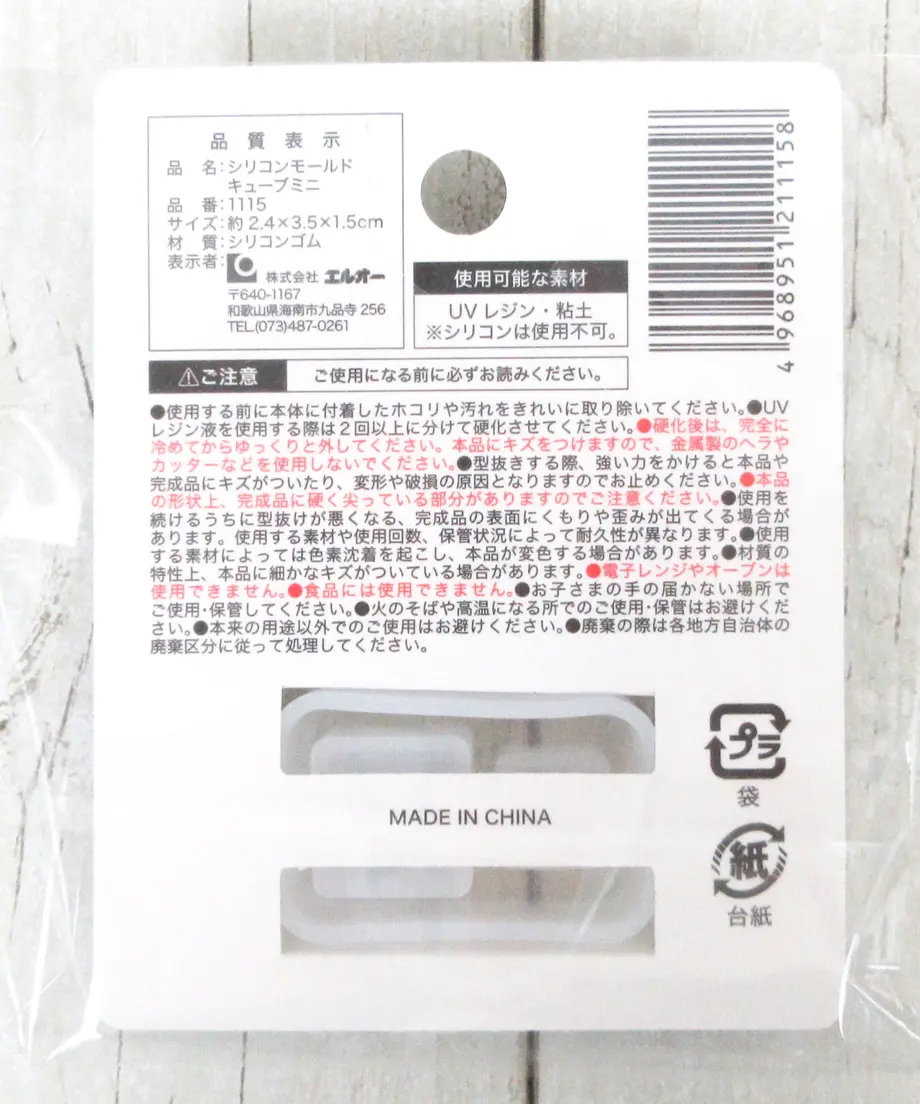 品質表示
品 名：シリコンモールド
キューブミニ
品 番：1115
サイズ：約 2.4×3.5×1.5cm
材 質：シリコンゴム
表示者：
株式会社 エルオー
〒640-1167
和歌山県海南市九品寺 256
TEL.(073)487-0261
使用可能な素材
UV レジン・粘土
※シリコンは使用不可。
4 968951 211158
⚠ご注意
ご使用になる前に必ずお読みください。
●使用する前に本体に付着したホコリや汚れをきれいに取り除いてください。●UV
レジン液を使用する際は２回以上に分けて硬化させてください。●硬化後は、完全に
冷めてからゆっくりと外してください。本品にキズをつけますので、金属製のヘラや
カッターなどを使用しないでください。●型抜きする際、強い力をかけると本品や
完成品にキズがついたり、変形や破損の原因となりますのでお止めください。●本品
の形状上、完成品に硬く尖っている部分がありますのでご注意ください。●使用を
続けるうちに型抜けが悪くなる、完成品の表面にくもりや歪みが出てくる場合が
あります。使用する素材や使用回数、保管状況によって耐久性が異なります。●使用
する素材によっては色素沈着を起こし、本品が変色する場合があります。●材質の
特性上、本品に細かなキズがついている場合があります。●電子レンジやオーブンは
使用できません。●食品には使用できません。●お子さまの手の届かない場所で
ご使用・保管してください。●火のそばや高温になる所でのご使用・保管はお避けくだ
さい。●本来の用途以外でのご使用はお避けください。●廃棄の際は各地方自治体の
廃棄区分に従って処理してください。
プラ
袋
MADE IN CHINA
紙
台紙